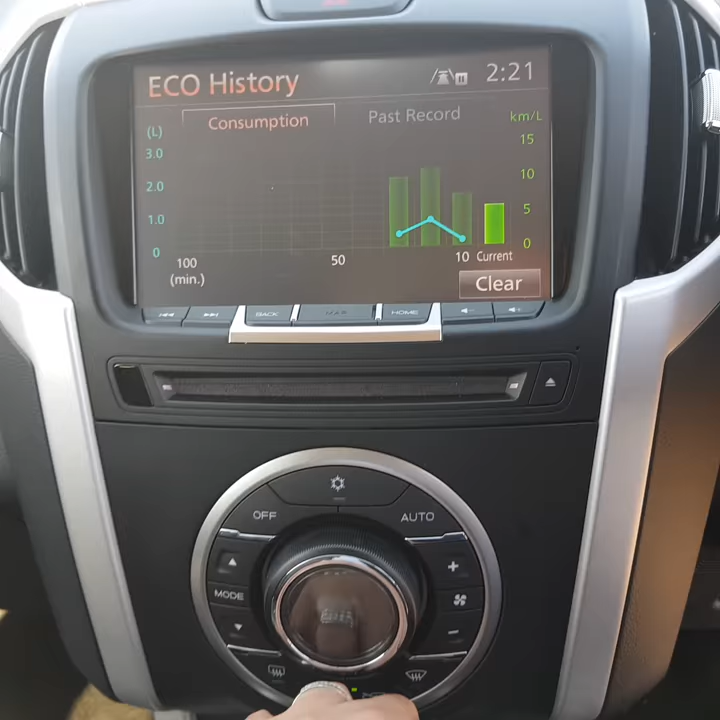 ECO History 2:21
Consumption Past Record
(L) km/L
3.0 15
2.0 10
1.0 5
0 0
100 50 10 Current
(min.)
Clear
BACK MAP HOME
OFF AUTO
MODE